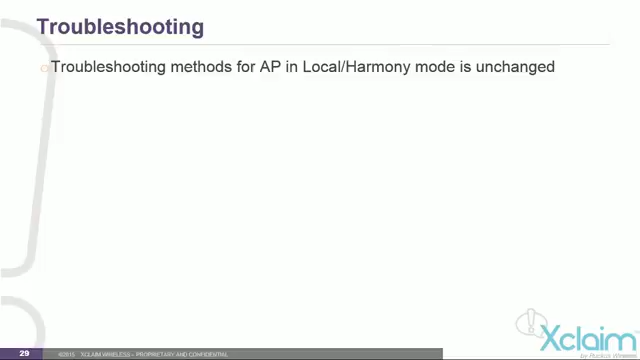 Troubleshooting
Troubleshooting methods for AP in Local/Harmony mode is unchanged
29
©2015 XCLAIM WIRELESS – PROPRIETARY AND CONFIDENTIAL
Xclaim
by Ruckus Wireless